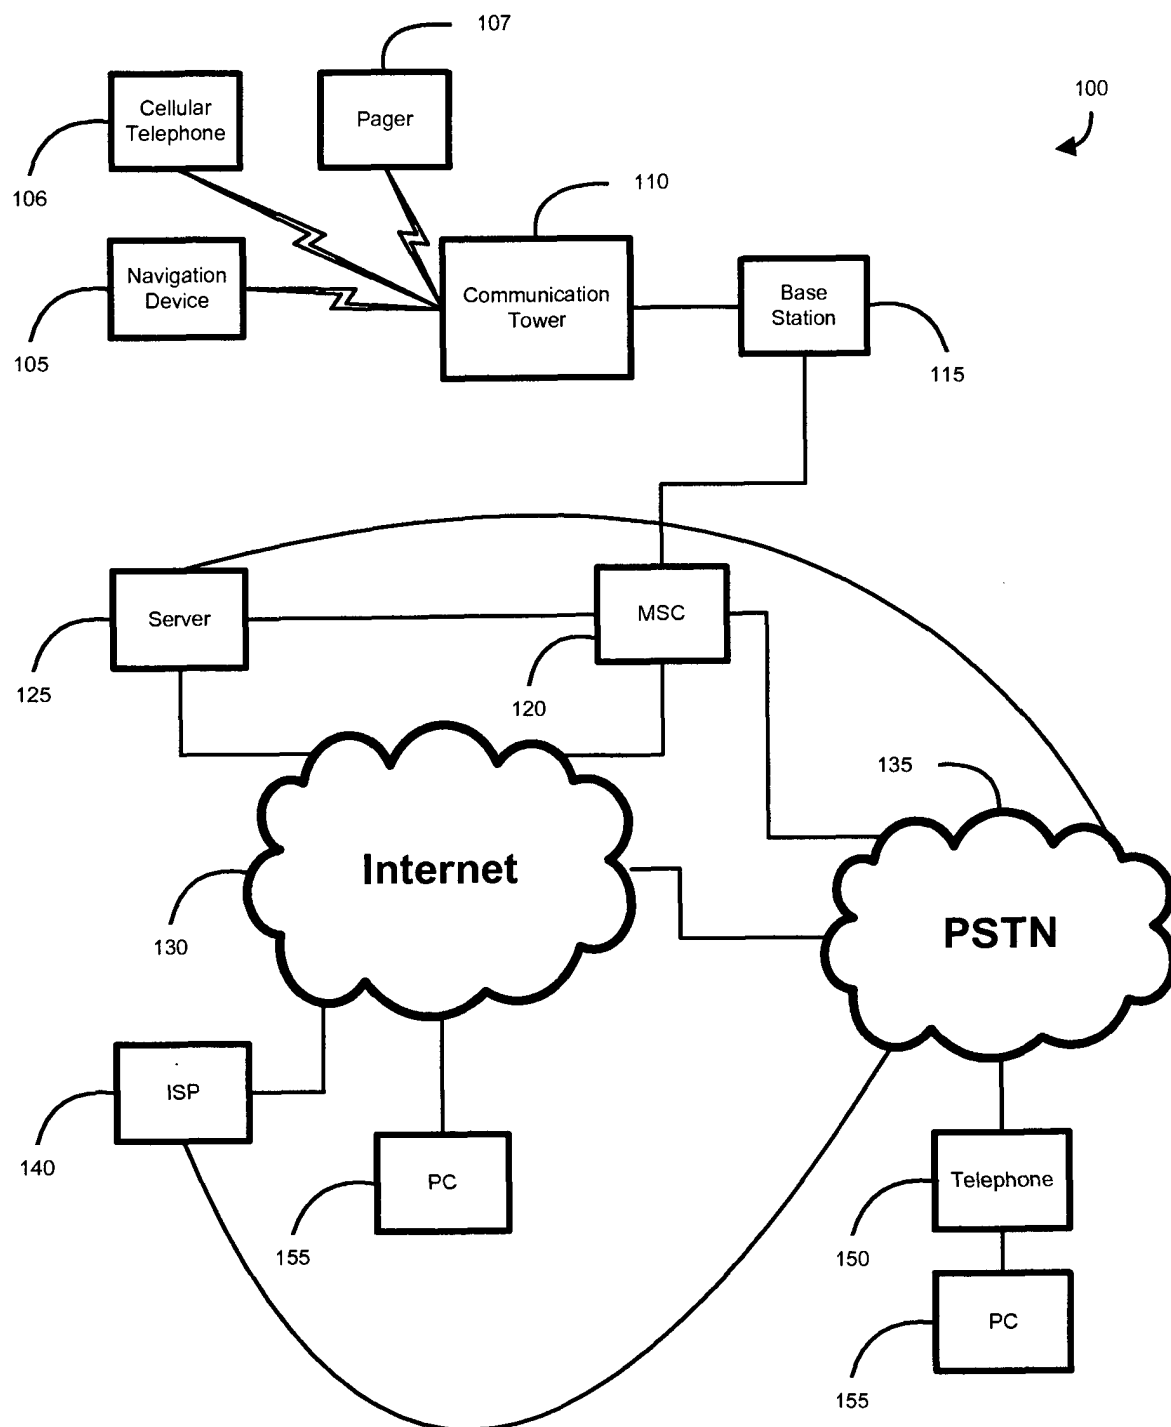 107
100
Cellular
Telephone
Pager
106
110
Navigation
Device
Communication
Tower
Base
Station
105
115
Server
MSC
125
120
135
Internet
PSTN
130
ISP
140
PC
155
Telephone
150
PC
155